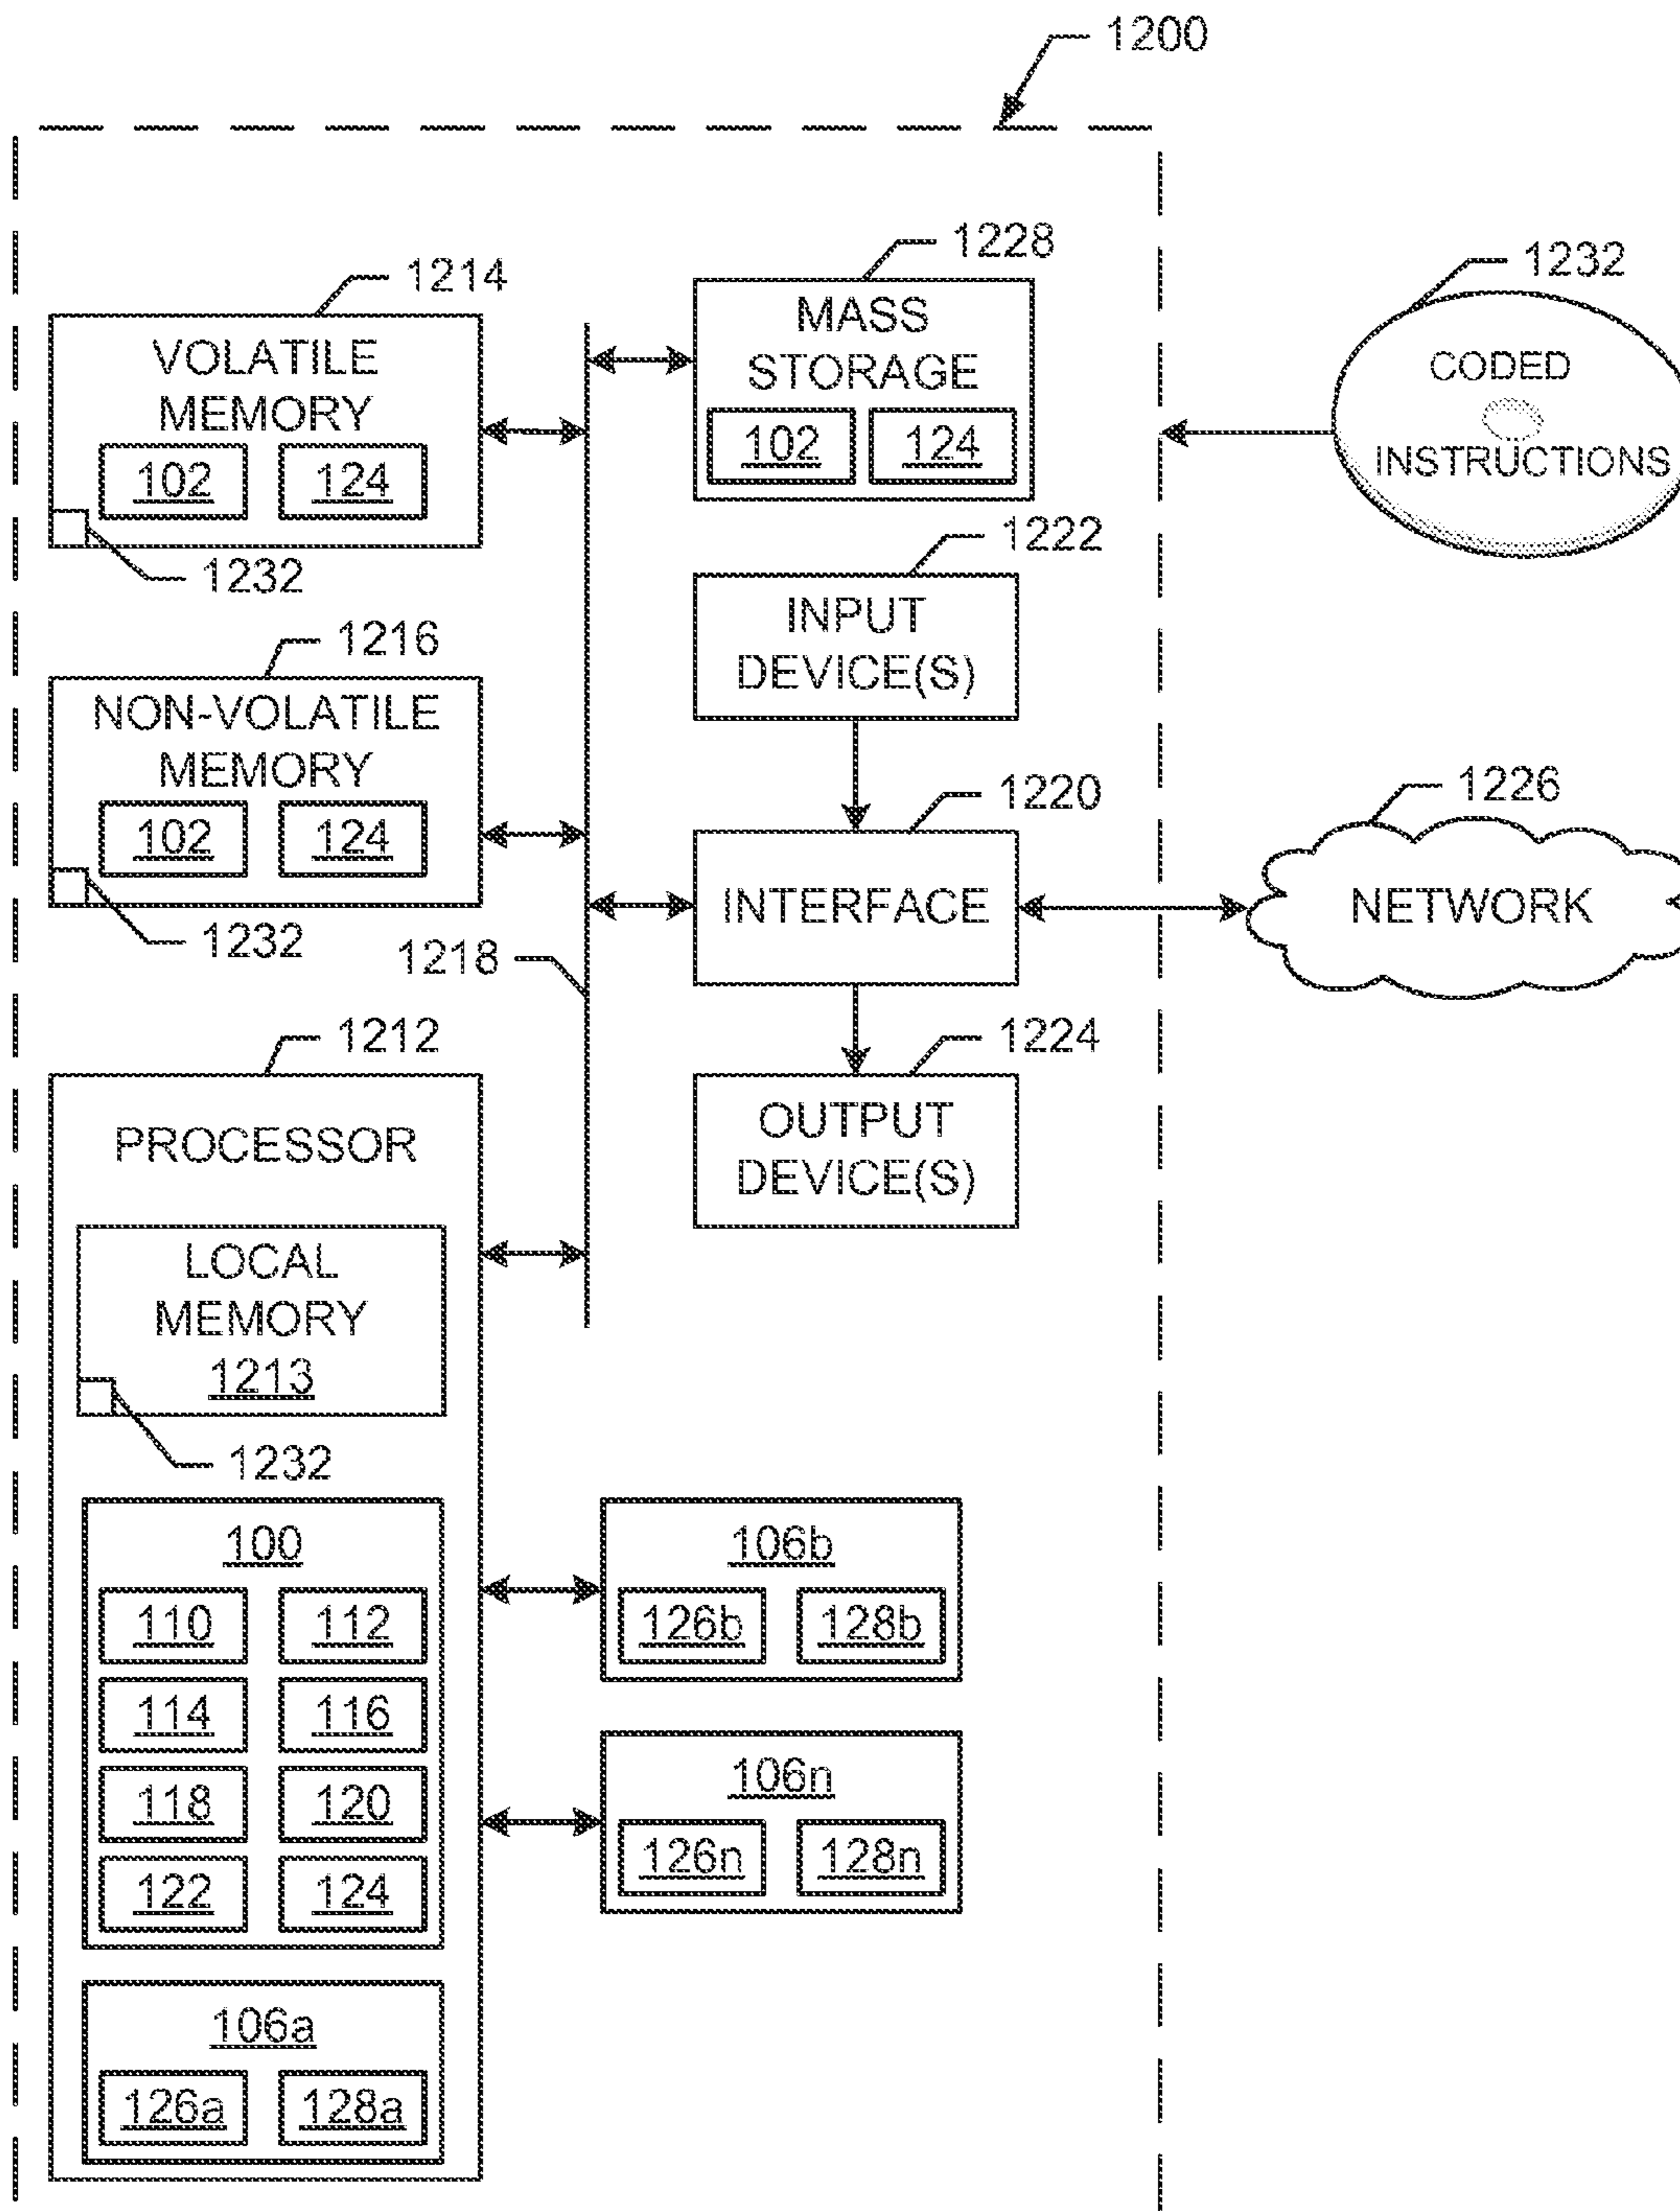 1200
1214
VOLATILE
MEMORY
102 124
1232
1216
NON-VOLATILE
MEMORY
102 124
1232
1218
1212
PROCESSOR
LOCAL
MEMORY
1213
1232
100
110 112
114 116
118 120
122 124
106a
126a 128a
1228
MASS
STORAGE
102 124
1222
INPUT
DEVICE(S)
1220
INTERFACE
1224
OUTPUT
DEVICE(S)
106b
126b 128b
106n
126n 128n
1232
CODED
INSTRUCTIONS
1226
NETWORK